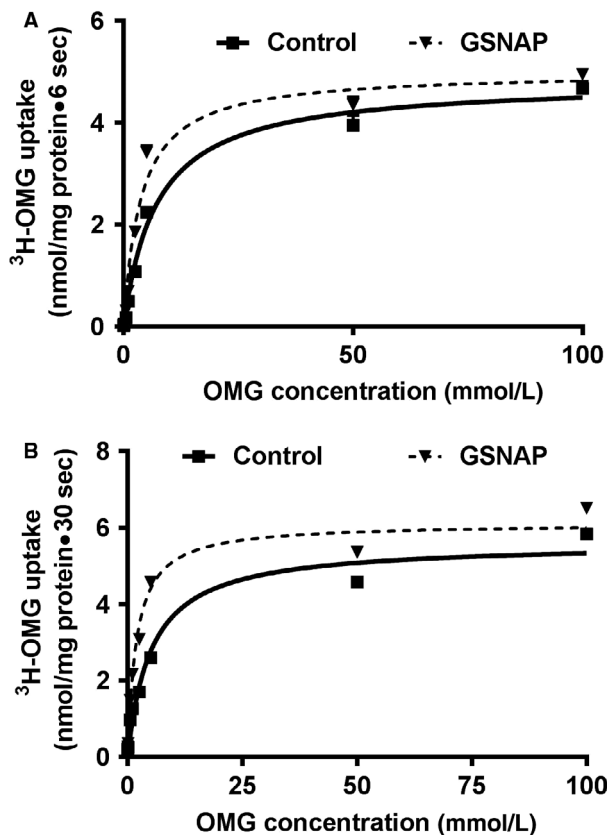 A
Control GSNAP
³H-OMG uptake
(nmol/mg protein•6 sec)
6
4
2
0
0 50 100
OMG concentration (mmol/L)
B
Control GSNAP
³H-OMG uptake
(nmol/mg protein•30 sec)
8
6
4
2
0
0 25 50 75 100
OMG concentration (mmol/L)